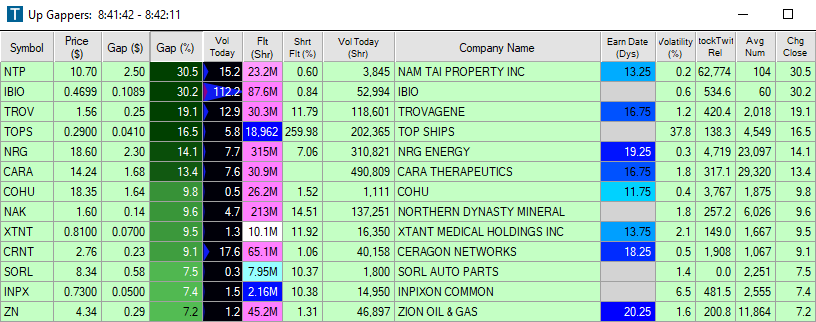 T Up Gappers: 8:41:42 - 8:42:11
Symbol Price ($) Gap ($) Gap (%) Vol Today Flt (Shr) Shrt Flt (%) Vol Today (Shr) Company Name Earn Date (Dys) Volatility (%) tockTwit Rel Avg Num Chg Close
NTP 10.70 2.50 30.5 15.2 23.2M 0.60 3,845 NAM TAI PROPERTY INC 13.25 0.2 62,774 104 30.5
IBIO 0.4699 0.1089 30.2 112.2 87.6M 0.84 52,994 IBIO 0.6 534.6 60 30.2
TROV 1.56 0.25 19.1 12.9 30.3M 11.79 118,601 TROVAGENE 16.75 1.2 420.4 2,018 19.1
TOPS 0.2900 0.0410 16.5 5.8 18,962 259.98 202,365 TOP SHIPS 37.8 138.3 4,549 16.5
NRG 18.60 2.30 14.1 7.7 315M 7.06 310,821 NRG ENERGY 19.25 0.3 4,719 23,097 14.1
CARA 14.24 1.68 13.4 7.6 30.9M 490,809 CARA THERAPEUTICS 16.75 1.8 317.1 29,320 13.4
COHU 18.35 1.64 9.8 0.5 26.2M 1.52 1,111 COHU 11.75 0.4 3,767 1,875 9.8
NAK 1.60 0.14 9.6 4.7 213M 14.51 137,251 NORTHERN DYNASTY MINERAL 1.8 257.2 6,026 9.6
XTNT 0.8100 0.0700 9.5 1.3 10.1M 11.92 16,350 XTANT MEDICAL HOLDINGS INC 13.75 2.1 149.0 1,667 9.5
CRNT 2.76 0.23 9.1 17.6 65.1M 1.06 40,158 CERAGON NETWORKS 18.25 0.5 1,908 1,067 9.1
SORL 8.34 0.58 7.5 0.3 7.95M 10.37 1,800 SORL AUTO PARTS 1.4 0.0 2,251 7.5
INPX 0.7300 0.0500 7.4 1.5 2.16M 10.38 14,950 INPIXON COMMON 6.5 481.5 2,555 7.4
ZN 4.34 0.29 7.2 1.2 45.2M 1.31 46,897 ZION OIL & GAS 20.25 1.6 200.8 11,864 7.2